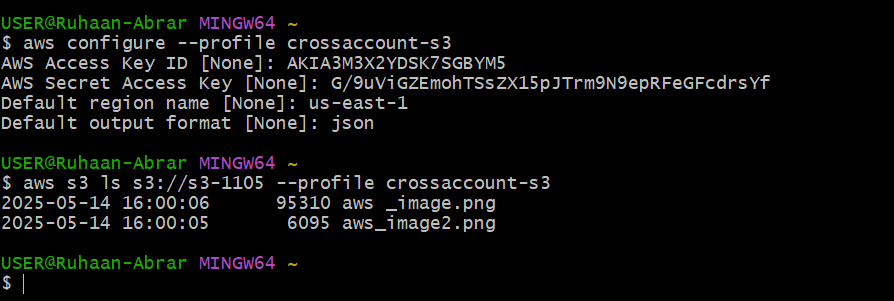 USER@Ruhaan-Abrar MINGW64 ~
$ aws configure --profile crossaccount-s3
AWS Access Key ID [None]: AKIA3M3X2YDSK7SGBYM5
AWS Secret Access Key [None]: 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
Default region name [None]: us-east-1
Default output format [None]: json
USER@Ruhaan-Abrar MINGW64 ~
$ aws s3 ls s3://s3-1105 --profile crossaccount-s3
2025-05-14 16:00:06      95310 aws _image.png
2025-05-14 16:00:05       6095 aws_image2.png
USER@Ruhaan-Abrar MINGW64 ~
$